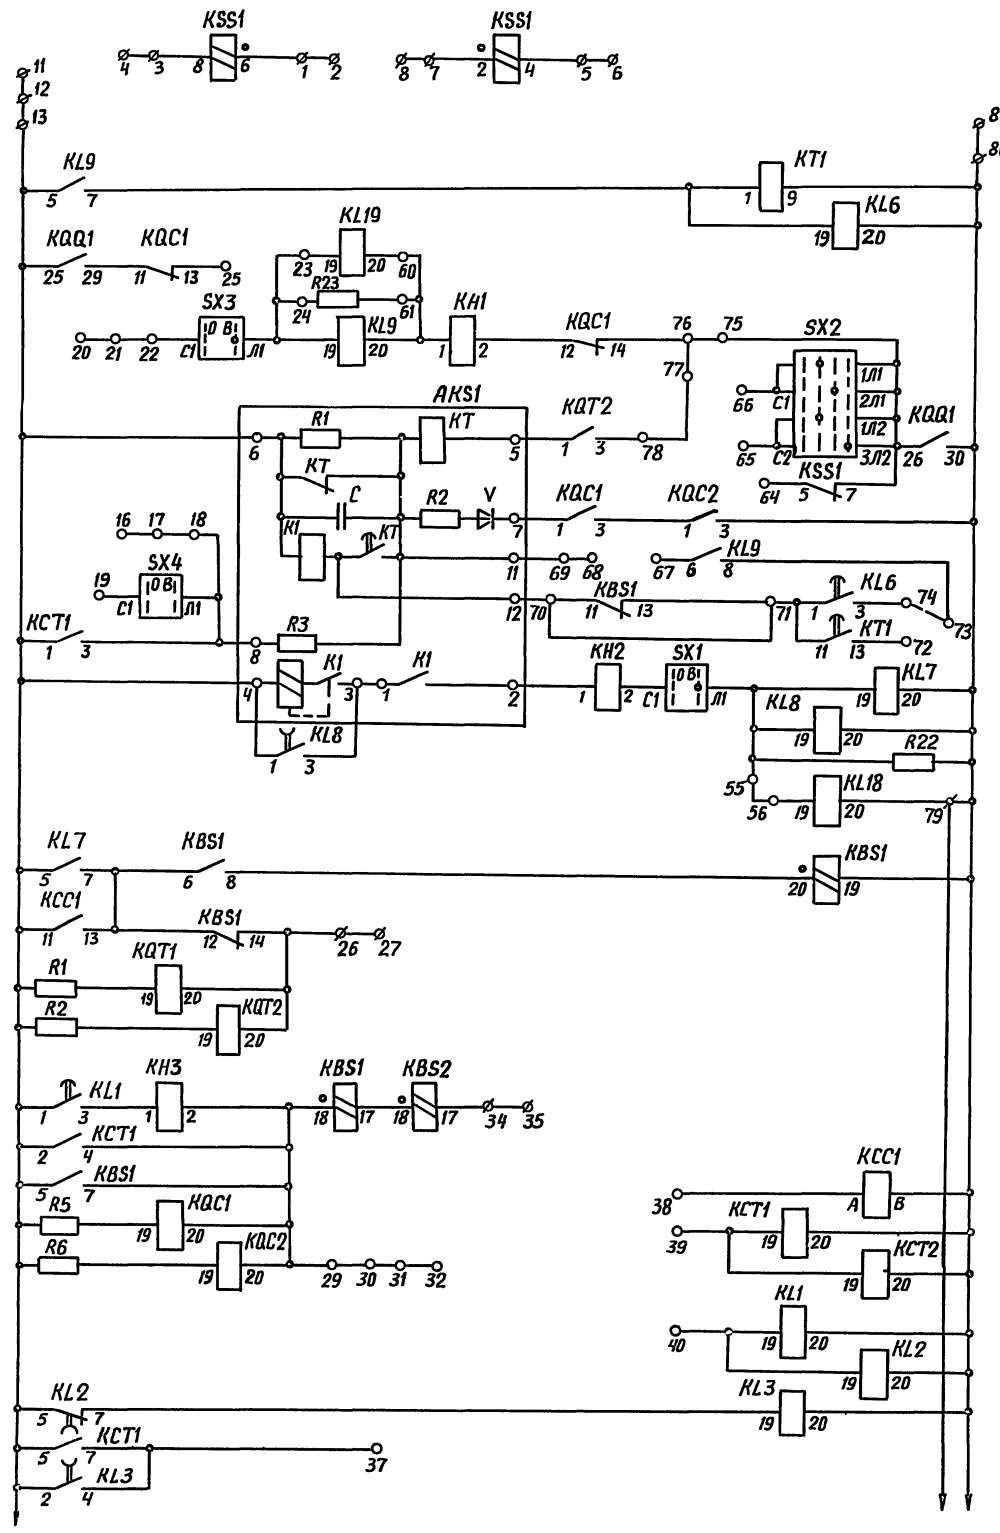 KSS1 KSS1
4 3 8 6 1 2 8 7 2 4 5 6
11
12
13
8
8
KL9 KT1
5 7 1 9
KL6
19 20
KQQ1 KQC1 KL19
25 29 11 13 25 23 19 20 60
R23
24 61
SX3 KL9 KH1 KQC1 76 75 SX2
О В
20 21 22 С1 Л1 19 20 1 2 12 14
77
1Л1
66 С1 2Л1
1Л2 KQQ1
65 С2 3Л2 26 30
KSS1
64 5 7
AKS1
R1 KT KQT2
6 5 1 3 78
KT
C R2 V KQC1 KQC2
7 1 3 1 3
K1 KT KL9
11 69 68 67 6 8
16 17 18
SX4
О В
19 С1 Л1
12 70 KBS1 71 KL6 74
11 13 1 3
KT1 73
11 13 72
KCT1 R3
1 3 8
K1 K1 KH2 SX1 KL7
О В
4 3 1 2 1 2 С1 Л1 19 20
KL8 KL8
1 3 19 20
R22
55 KL18
56 19 20 79
KL7 KBS1 KBS1
5 7 6 8 20 19
KCC1 KBS1
11 13 12 14 26 27
R1 KQT1
19 20
R2 KQT2
19 20
KL1 KH3 KBS1 KBS2
1 3 1 2 18 17 18 17 34 35
KCT1
2 4
KBS1
5 7
R5 KQC1
19 20
R6 KQC2
19 20 29 30 31 32
KCC1
38 A B
KCT1
39 19 20
KCT2
19 20
KL1
40 19 20
KL2
19 20
KL2 KL3
5 7 19 20
KCT1
5 7 37
KL3
2 4